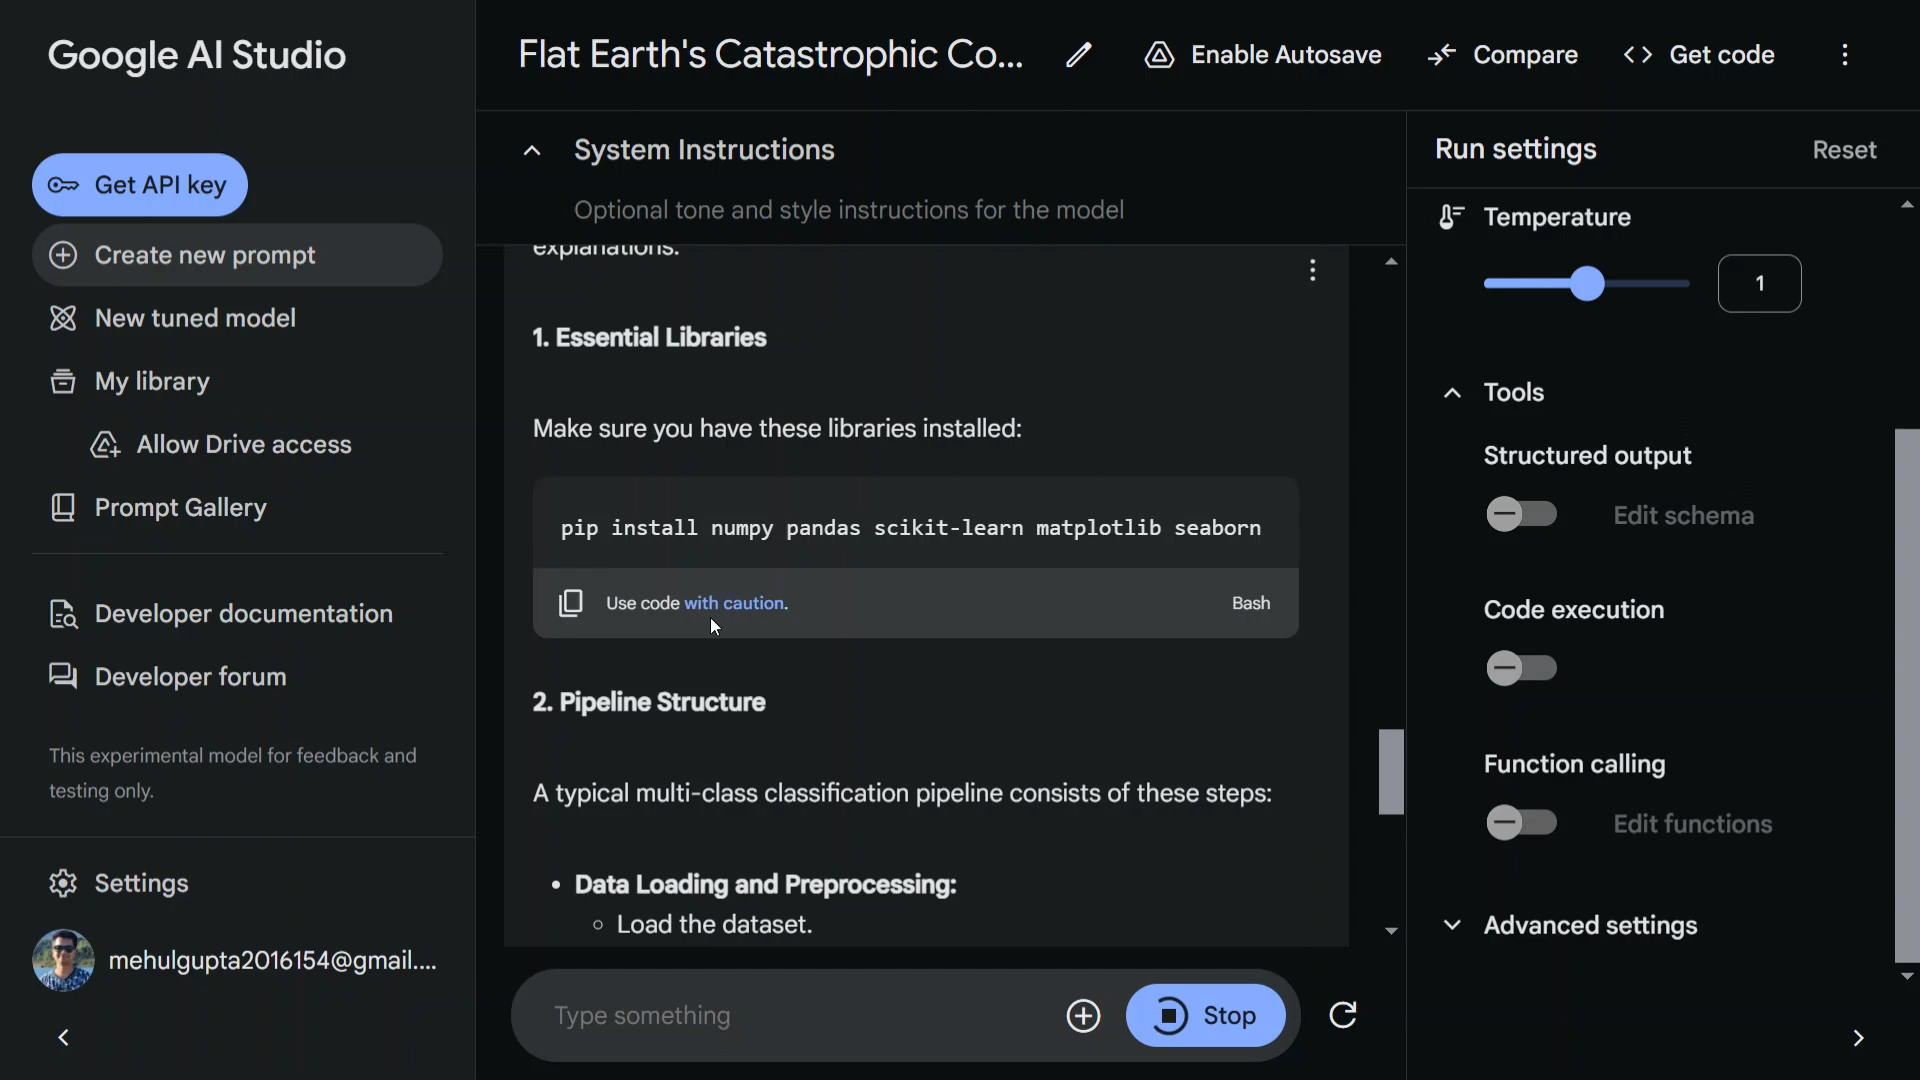 Google AI Studio
Get API key
Create new prompt
New tuned model
My library
Allow Drive access
Prompt Gallery
Developer documentation
Developer forum
This experimental model for feedback and
testing only.
Settings
mehulgupta2016154@gmail....
Flat Earth's Catastrophic Co...
Enable Autosave
Compare
Get code
System Instructions
Optional tone and style instructions for the model
explanations.
1. Essential Libraries
Make sure you have these libraries installed:
pip install numpy pandas scikit-learn matplotlib seaborn
Use code with caution.
Bash
2. Pipeline Structure
A typical multi-class classification pipeline consists of these steps:
• Data Loading and Preprocessing:
◦ Load the dataset.
Type something
Stop
Run settings
Reset
Temperature
1
Tools
Structured output
Edit schema
Code execution
Function calling
Edit functions
Advanced settings